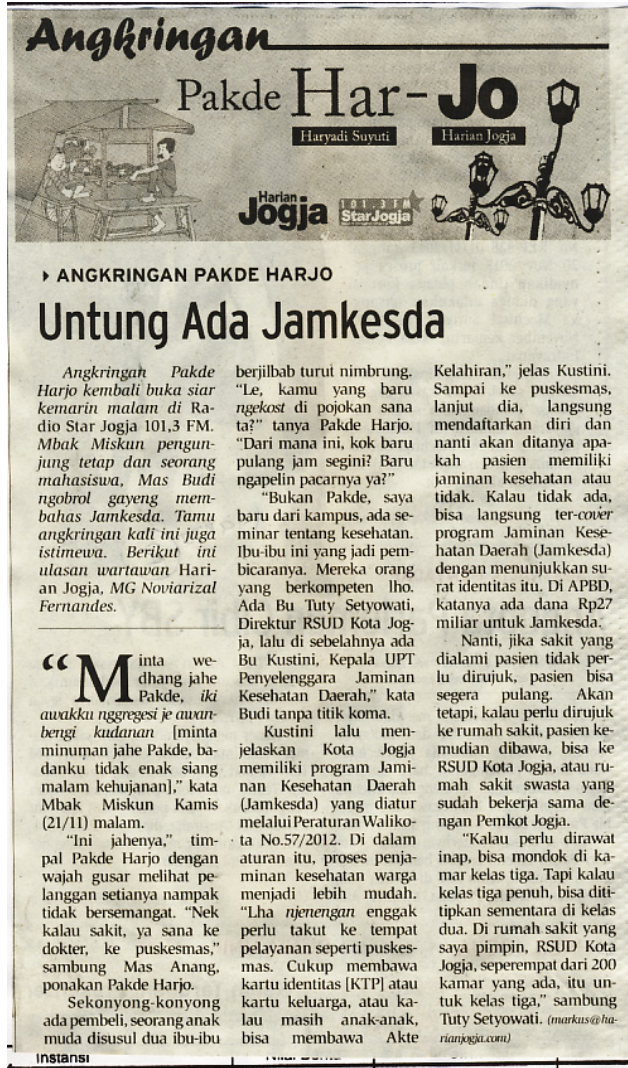 Angkringan
Pakde Har-Jo
Haryadi Suyuti
Harian Jogja
Harian
Jogja
101.3 FM
StarJogja
ANGKRINGAN PAKDE HARJO
Untung Ada Jamkesda
Angkringan Pakde
Harjo kembali buka siar
kemarin malam di Ra-
dio Star Jogja 101,3 FM.
Mbak Miskun pengun-
jung tetap dan seorang
mahasiswa, Mas Budi
ngobrol gayeng mem-
bahas Jamkesda. Tamu
angkringan kali ini juga
istimewa. Berikut ini
ulasan wartawan Hari-
an Jogja, MG Noviarizal
Fernandes.
“Minta we-
dhang jahe
Pakde, iki
awakku nggregesi je awan-
bengi kudanan [minta
minuman jahe Pakde, ba-
danku tidak enak siang
malam kehujanan],” kata
Mbak Miskun Kamis
(21/11) malam.
“Ini jahenya,” tim-
pal Pakde Harjo dengan
wajah gusar melihat pe-
langgan setianya nampak
tidak bersemangat. “Nek
kalau sakit, ya sana ke
dokter, ke puskesmas,”
sambung Mas Anang,
ponakan Pakde Harjo.
Sekonyong-konyong
ada pembeli, seorang anak
muda disusul dua ibu-ibu
berjilbab turut nimbrung.
“Le, kamu yang baru
ngekost di pojokan sana
ta?” tanya Pakde Harjo.
“Dari mana ini, kok baru
pulang jam segini? Baru
ngapelin pacarnya ya?”
“Bukan Pakde, saya
baru dari kampus, ada se-
minar tentang kesehatan.
Ibu-ibu ini yang jadi pem-
bicaranya. Mereka orang
yang berkompeten lho.
Ada Bu Tuty Setyowati,
Direktur RSUD Kota Jog-
ja, lalu di sebelahnya ada
Bu Kustini, Kepala UPT
Penyelenggara Jaminan
Kesehatan Daerah,” kata
Budi tanpa titik koma.
Kustini lalu men-
jelaskan Kota Jogja
memiliki program Jami-
nan Kesehatan Daerah
(Jamkesda) yang diatur
melalui Peraturan Waliko-
ta No.57/2012. Di dalam
aturan itu, proses penja-
minan kesehatan warga
menjadi lebih mudah.
“Lha njenengan enggak
perlu takut ke tempat
pelayanan seperti puskes-
mas. Cukup membawa
kartu identitas [KTP] atau
kartu keluarga, atau ka-
lau masih anak-anak,
bisa membawa Akte
Kelahiran,” jelas Kustini.
Sampai ke puskesmas,
lanjut dia, langsung
mendaftarkan diri dan
nanti akan ditanya apa-
kah pasien memiliki
jaminan kesehatan atau
tidak. Kalau tidak ada,
bisa langsung ter-cover
program Jaminan Kese-
hatan Daerah (Jamkesda)
dengan menunjukkan su-
rat identitas itu. Di APBD,
katanya ada dana Rp27
miliar untuk Jamkesda.
Nanti, jika sakit yang
dialami pasien tidak per-
lu dirujuk, pasien bisa
segera pulang. Akan
tetapi, kalau perlu dirujuk
ke rumah sakit, pasien ke-
mudian dibawa, bisa ke
RSUD Kota Jogja, atau ru-
mah sakit swasta yang
sudah bekerja sama de-
ngan Pemkot Jogja.
“Kalau perlu dirawat
inap, bisa mondok di ka-
mar kelas tiga. Tapi kalau
kelas tiga penuh, bisa diti-
tipkan sementara di kelas
dua. Di rumah sakit yang
saya pimpin, RSUD Kota
Jogja, seperempat dari 200
kamar yang ada, itu un-
tuk kelas tiga,” sambung
Tuty Setyowati. (markus@ha-
rianjogja.com)
Instansi